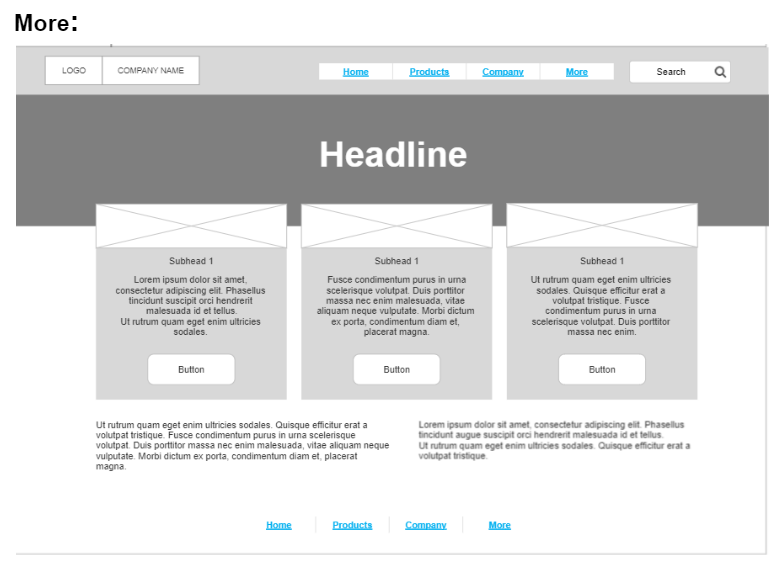 More:
LOGO COMPANY NAME Home Products Company More Search
Headline
Subhead 1
Lorem ipsum dolor sit amet,
consectetur adipiscing elit. Phasellus
tincidunt suscipit orci hendrerit
malesuada id et tellus.
Ut rutrum quam eget enim ultricies
sodales.
Button
Subhead 1
Fusce condimentum purus in urna
scelerisque volutpat. Duis porttitor
massa nec enim malesuada, vitae
aliquam neque vulputate. Morbi dictum
ex porta, condimentum diam et,
placerat magna.
Button
Subhead 1
Ut rutrum quam eget enim ultricies
sodales. Quisque efficitur erat a
volutpat tristique. Fusce
condimentum purus in urna
scelerisque volutpat. Duis porttitor
massa nec enim.
Button
Ut rutrum quam eget enim ultricies sodales. Quisque efficitur erat a
volutpat tristique. Fusce condimentum purus in urna scelerisque
volutpat. Duis porttitor massa nec enim malesuada, vitae aliquam neque
vulputate. Morbi dictum ex porta, condimentum diam et, placerat
magna.
Lorem ipsum dolor sit amet, consectetur adipiscing elit. Phasellus
tincidunt augue suscipit orci hendrerit malesuada id et tellus.
Ut rutrum quam eget enim ultricies sodales. Quisque efficitur erat a
volutpat tristique.
Home Products Company More